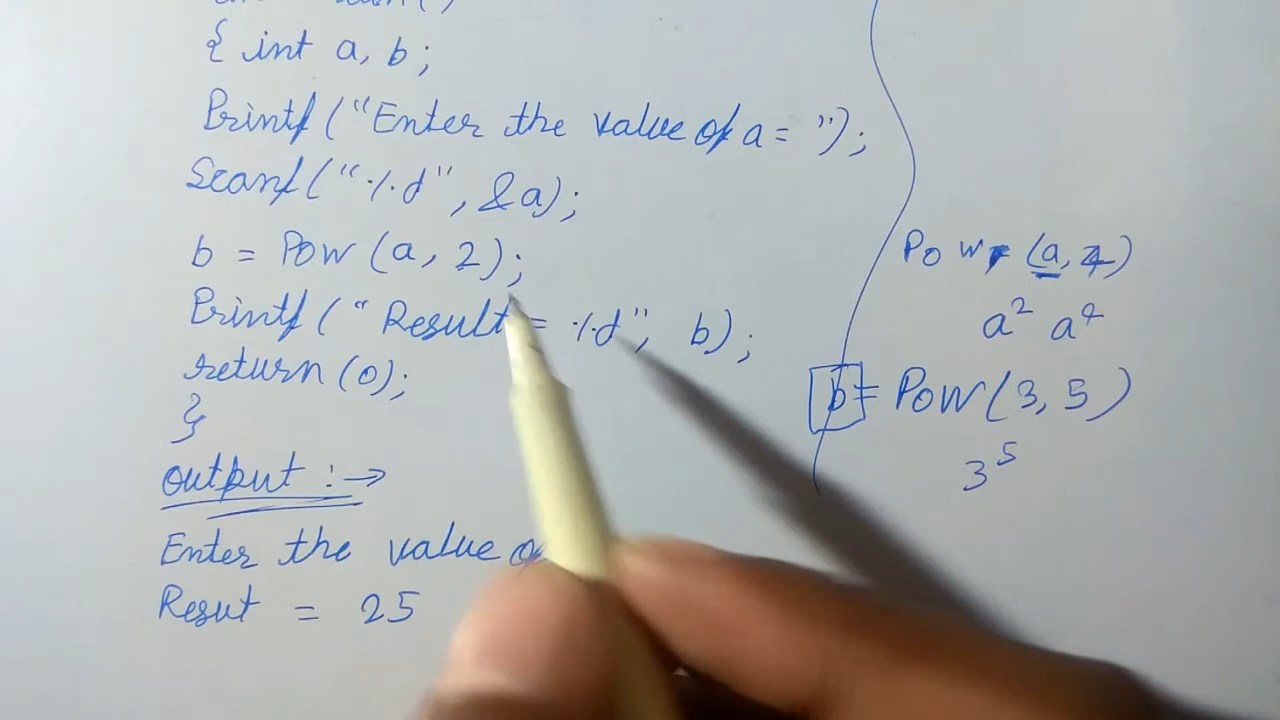 { int a, b;
Printf ("Enter the value of a = ");
Scanf ("%d", &a);
b = Pow (a, 2);
Printf ("Result = %d", b);
return (0);
}
output :→
Enter the value
Resut = 25
Pow (a, 4)
a² a⁴
b = Pow (3, 5)
3⁵